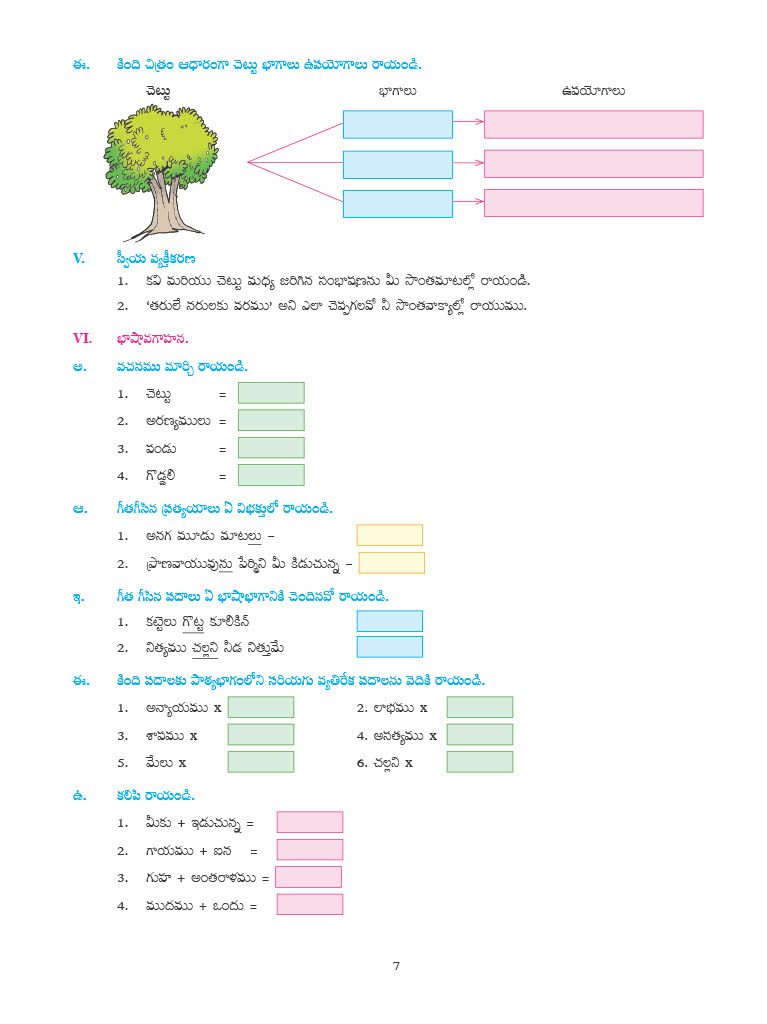 ఈ. కింది చిత్రం ఆధారంగా చెట్టు భాగాలు ఉపయోగాలు రాయండి.
చెట్టు భాగాలు ఉపయోగాలు
V. స్వీయ వ్యక్తీకరణ
1. కవి మరియు చెట్టు మధ్య జరిగిన సంభాషణను మీ సొంతమాటల్లో రాయండి.
2. ‘తరులే నరులకు వరము’ అని ఎలా చెప్పగలవో నీ సొంతవాక్యాల్లో రాయుము.
VI. భాషావగాహన.
అ. వచనము మార్చి రాయండి.
1. చెట్టు =
2. అరణ్యములు =
3. పండు =
4. గొడ్డలి =
ఆ. గీతగీసిన ప్రత్యయాలు ఏ విభక్తులో రాయండి.
1. అనగ మూడు మాటలు –
2. ప్రాణవాయువును పేర్మిని మీ కిడుచున్న –
ఇ. గీత గీసిన పదాలు ఏ భాషాభాగానికి చెందినవో రాయండి.
1. కట్టెలు గొట్ట కూలికిన్
2. నిత్యము చల్లని నీడ నిత్తుమే
ఈ. కింది పదాలకు పాఠ్యభాగంలోని సరియగు వ్యతిరేక పదాలను వెదికి రాయండి.
1. అన్యాయము x 2. లాభము x
3. శాపము x 4. అసత్యము x
5. మేలు x 6. చల్లని x
ఉ. కలిపి రాయండి.
1. మీకు + ఇడుచున్న =
2. గాయము + ఐన =
3. గుహ + అంతరాళము =
4. ముదము + ఒందు =
7